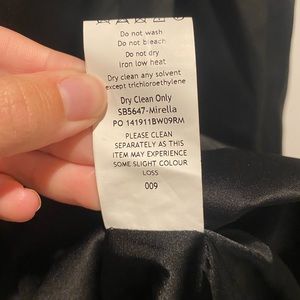 Do not wash
Do not bleach
Do not dry
Iron low heat
Dry clean any solvent
except trichloroethylene
Dry Clean Only
SB5647-Mirella
PO 141911BW09RM
PLEASE CLEAN
SEPARATELY AS THIS
ITEM MAY EXPERIENCE
SOME SLIGHT COLOUR
LOSS
009